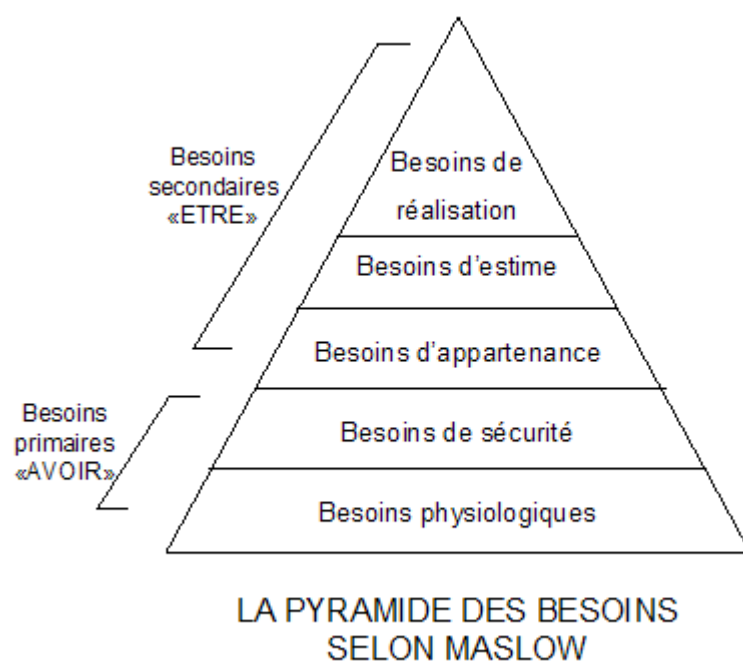 Besoins
secondaires
«ETRE»
Besoins de
réalisation
Besoins d'estime
Besoins d'appartenance
Besoins
primaires
«AVOIR»
Besoins de sécurité
Besoins physiologiques
LA PYRAMIDE DES BESOINS
SELON MASLOW